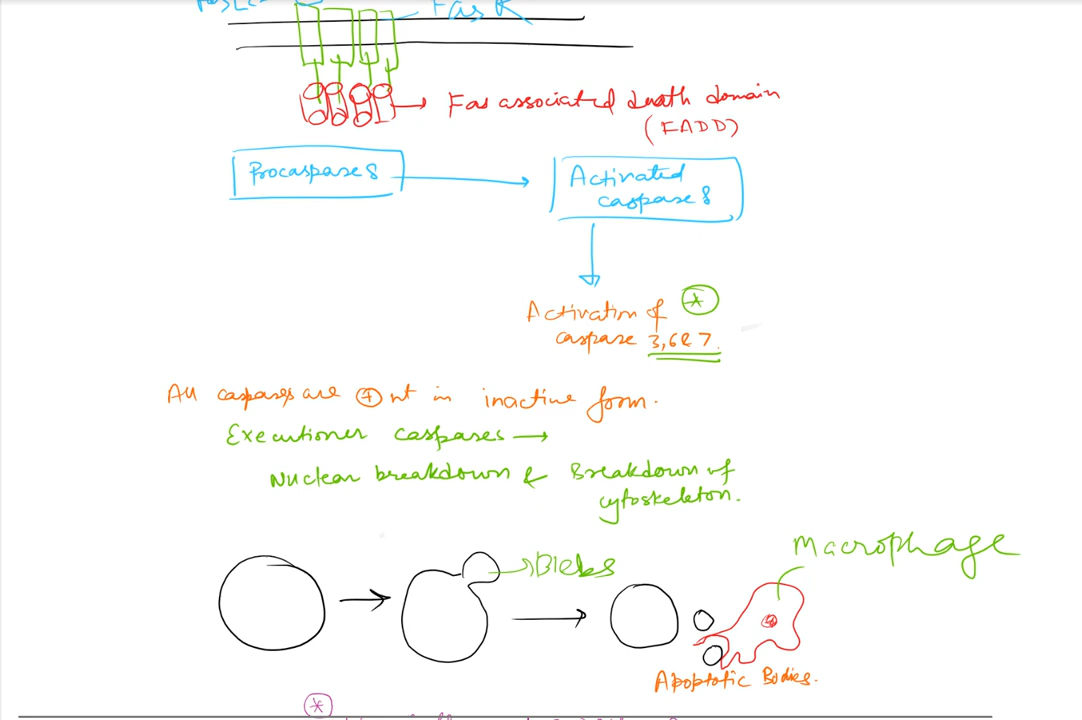 Fas R
Fas associated death domain
(FADD)
Procaspase 8
Activated
caspase 8
Activation of
caspase 3,6&7.
All caspases are + nt in inactive form.
Executioner caspases →
Nuclear breakdown & Breakdown of
cytoskeleton.
Macrophage
Blebs
Apoptotic Bodies.